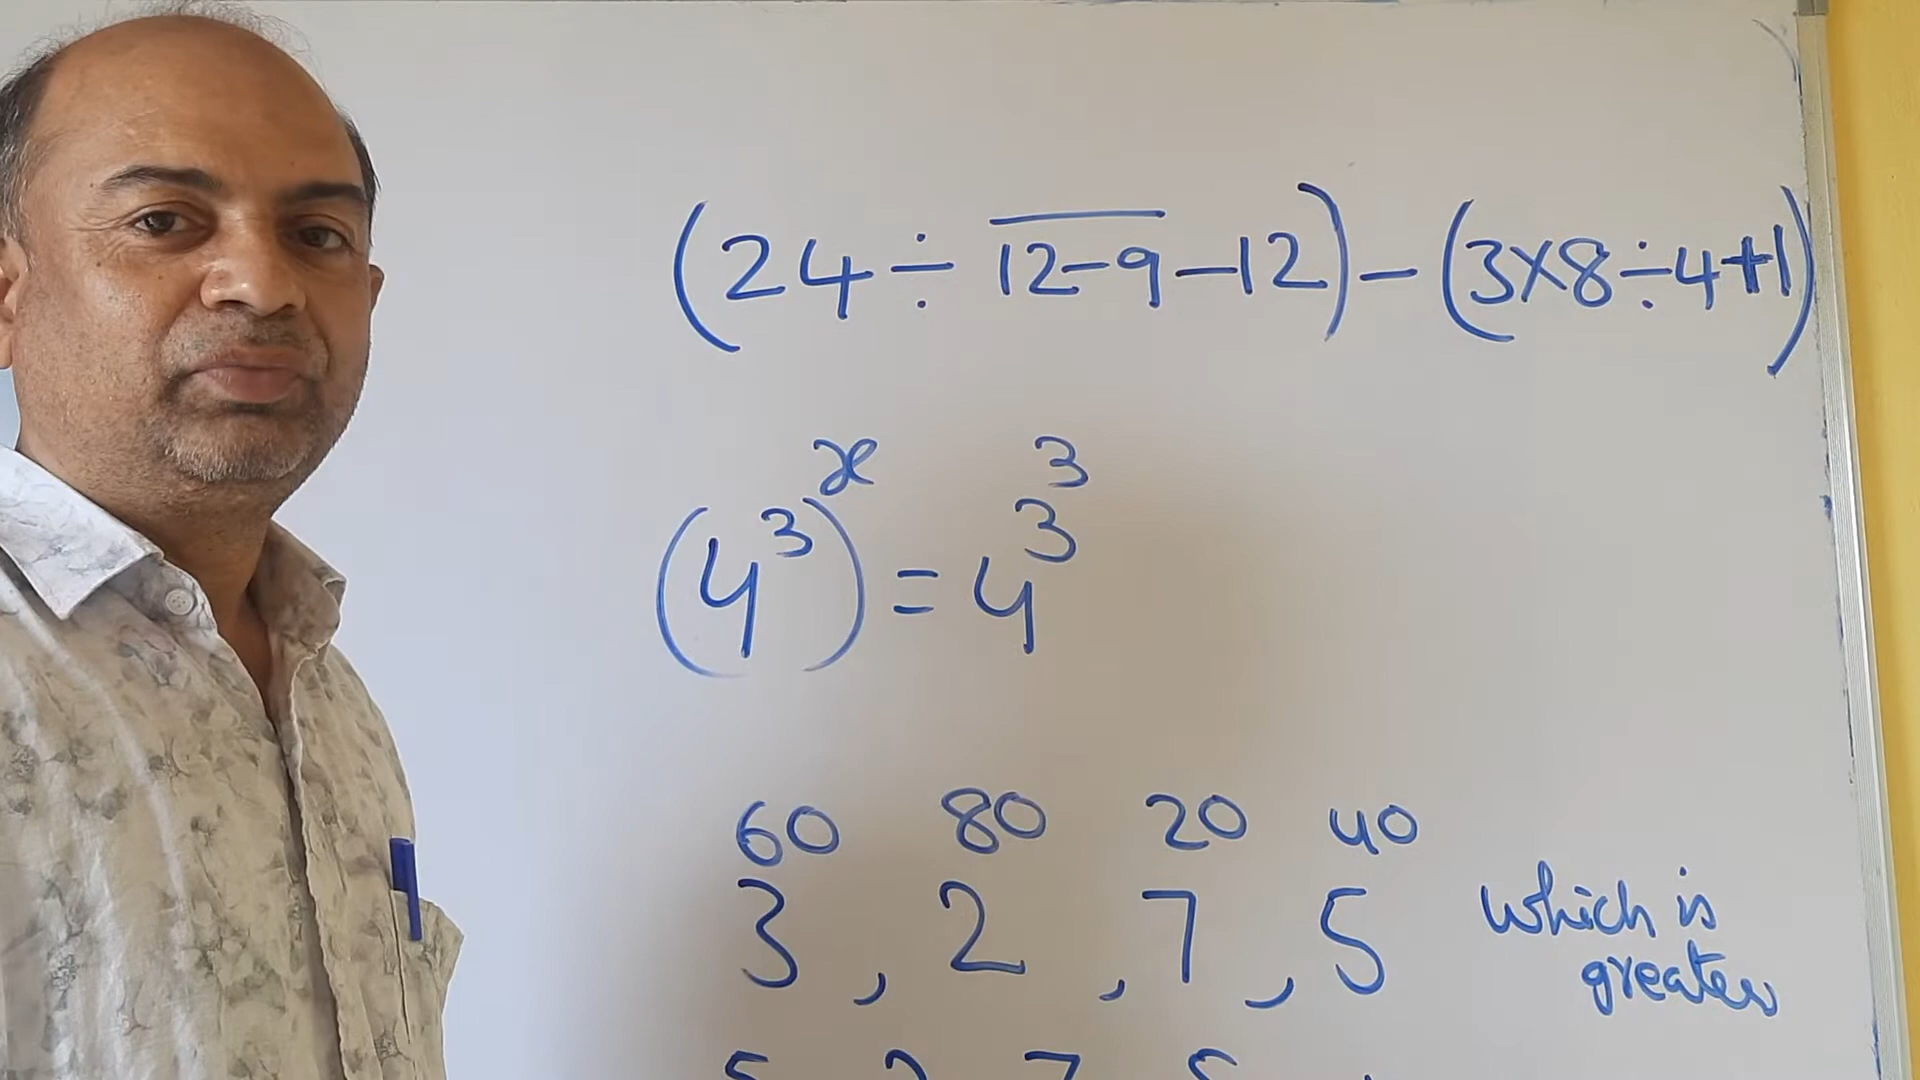 (24 ÷ 12-9 - 12) - (3×8÷4+1)
(4^3)^x = 4^3^3
3^60, 2^80, 7^20, 5^40 which is
greater